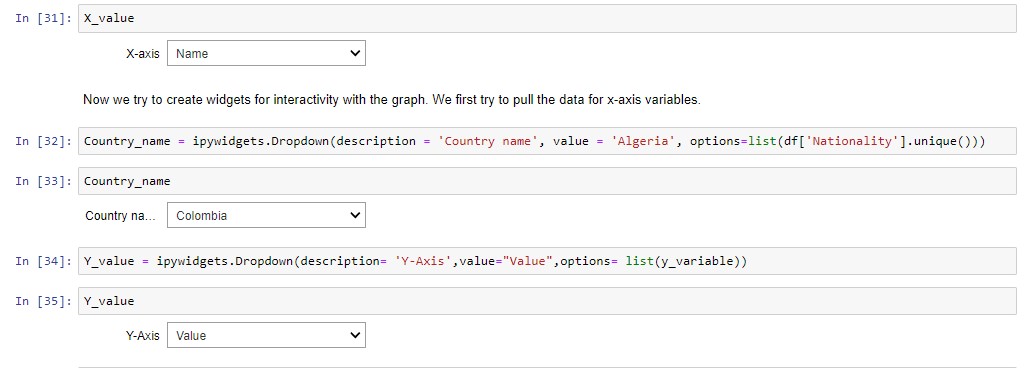 In [31]: X_value
X-axis Name
Now we try to create widgets for interactivity with the graph. We first try to pull the data for x-axis variables.
In [32]: Country_name = ipywidgets.Dropdown(description = 'Country name', value = 'Algeria', options=list(df['Nationality'].unique()))
In [33]: Country_name
Country na... Colombia
In [34]: Y_value = ipywidgets.Dropdown(description= 'Y-Axis',value="Value",options= list(y_variable))
In [35]: Y_value
Y-Axis Value